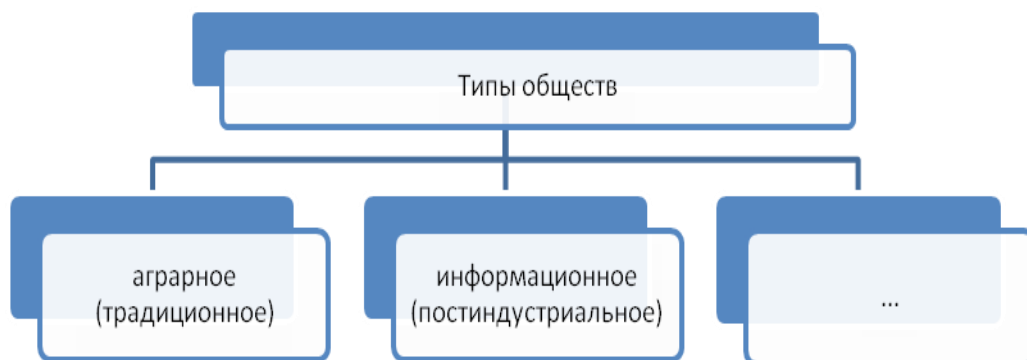 Типы обществ
аграрное
(традиционное)
информационное
(постиндустриальное)
...